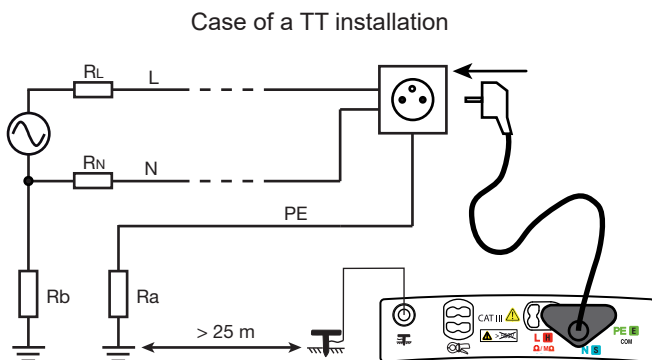 Case of a TT installation
RL
L
RN
N
PE
Rb
Ra
> 25 m
CAT III
L H
Ω/MΩ
N S
PE E
COM